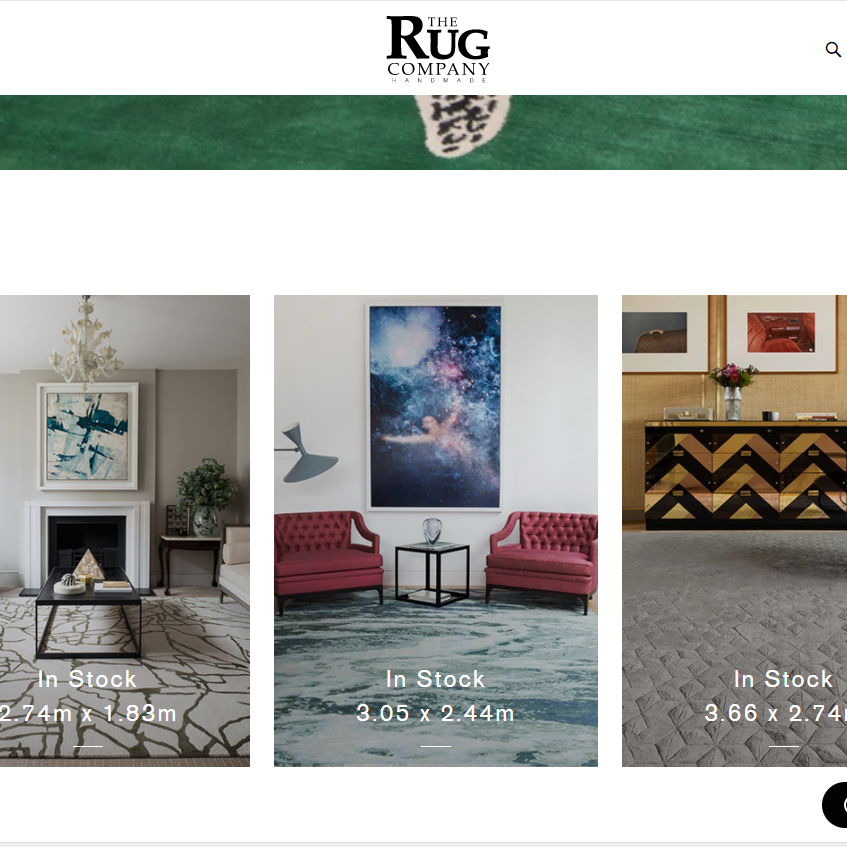 THE
RUG
COMPANY
HANDMADE
In Stock
2.74m x 1.83m
In Stock
3.05 x 2.44m
In Stock
3.66 x 2.74